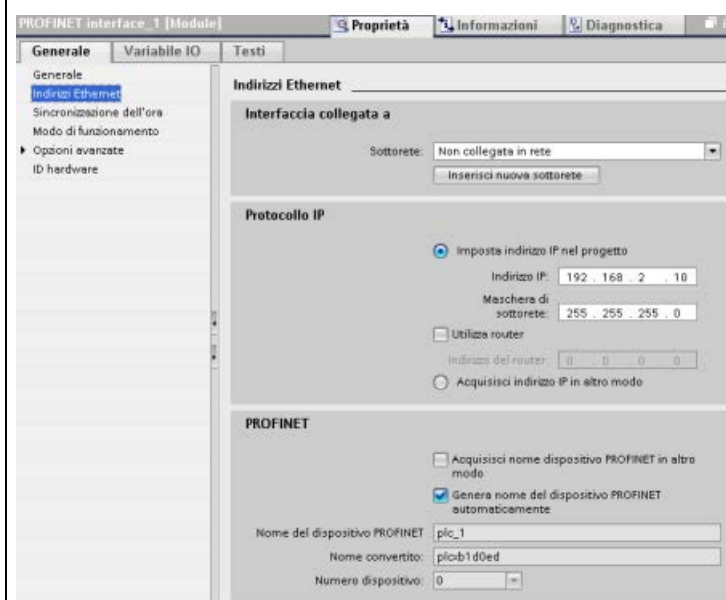 PROFINET interface_1 [Module]
Proprietà
Informazioni
Diagnostica
Generale
Variabile IO
Testi
Generale
Indirizzi Ethernet
Sincronizzazione dell'ora
Modo di funzionamento
Opzioni avanzate
ID hardware
Indirizzi Ethernet
Interfaccia collegata a
Sottorete: Non collegata in rete
Inserisci nuova sottorete
Protocollo IP
Imposta indirizzo IP nel progetto
Indirizzo IP: 192 . 168 . 2 . 10
Maschera di
sottorete: 255 . 255 . 255 . 0
Utilizza router
Indirizzo del router: 0 . 0 . 0 . 0
Acquisisci indirizzo IP in altro modo
PROFINET
Acquisisci nome dispositivo PROFINET in altro
modo
Genera nome del dispositivo PROFINET
automaticamente
Nome del dispositivo PROFINET plc_1
Nome convertito: plcxb1d0ed
Numero dispositivo: 0